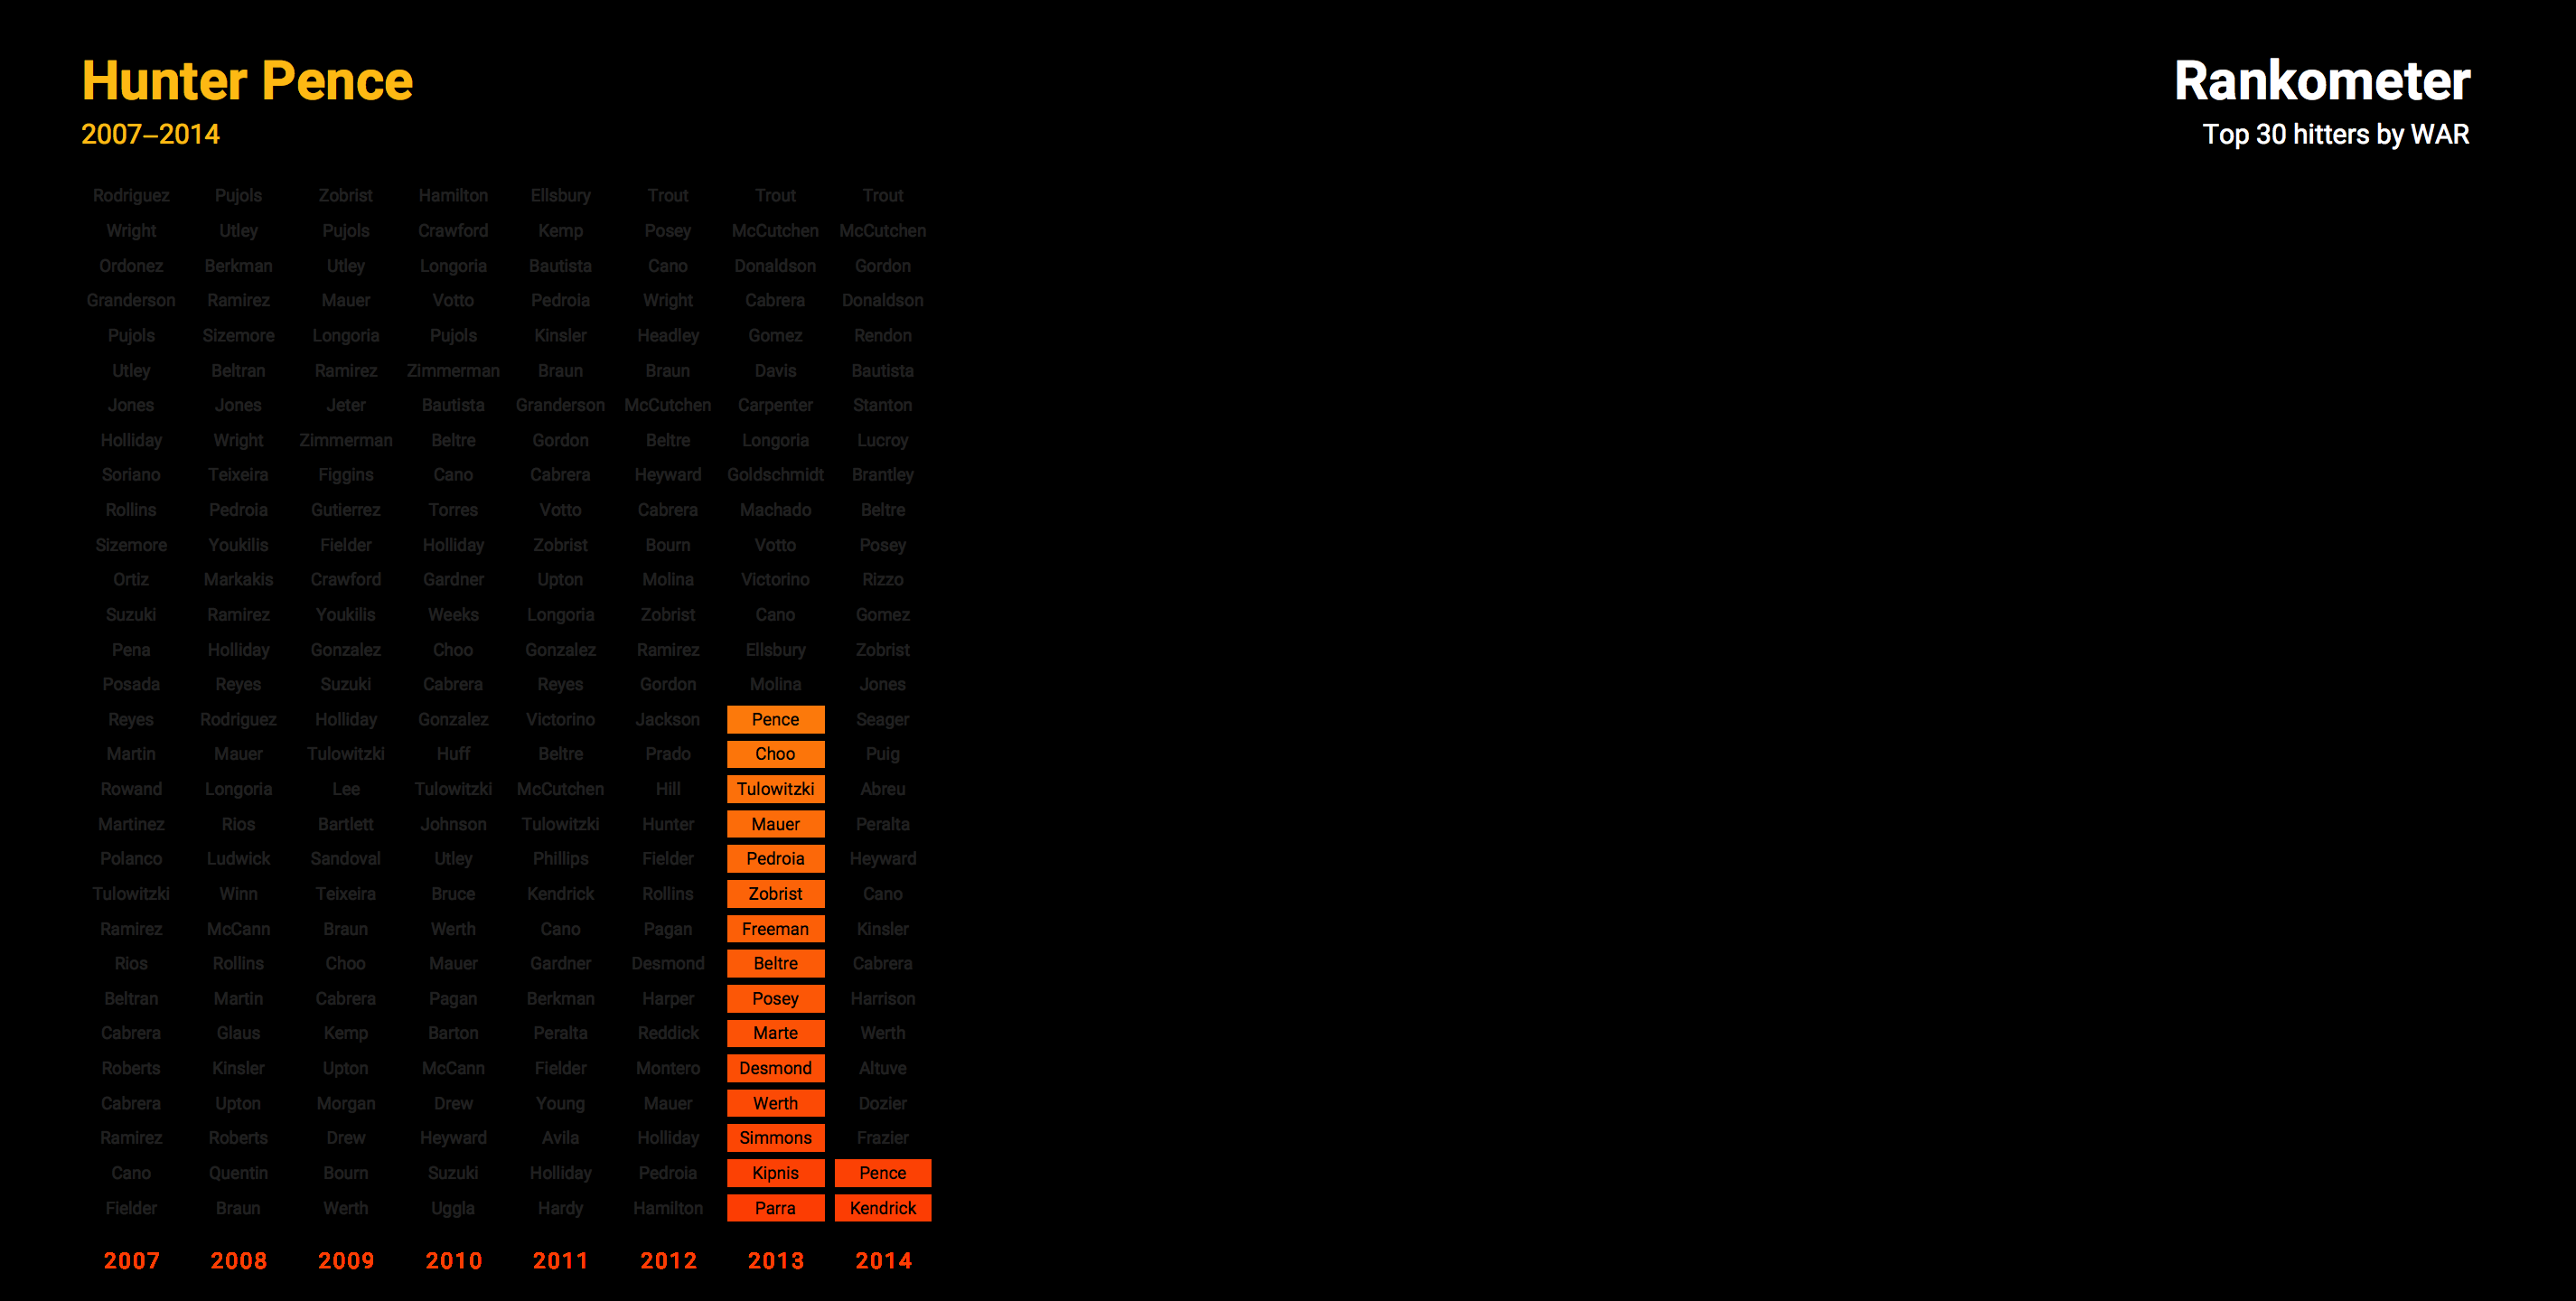 Hunter Pence
2007–2014
Rankometer
Top 30 hitters by WAR
Rodriguez Pujols Zobrist Hamilton Ellsbury Trout Trout Trout
Wright Utley Pujols Crawford Kemp Posey McCutchen McCutchen
Ordonez Berkman Utley Longoria Bautista Cano Donaldson Gordon
Granderson Ramirez Mauer Votto Pedroia Wright Cabrera Donaldson
Pujols Sizemore Longoria Pujols Kinsler Headley Gomez Rendon
Utley Beltran Ramirez Zimmerman Braun Braun Davis Bautista
Jones Jones Jeter Bautista Granderson McCutchen Carpenter Stanton
Holliday Wright Zimmerman Beltre Gordon Beltre Longoria Lucroy
Soriano Teixeira Figgins Cano Cabrera Heyward Goldschmidt Brantley
Rollins Pedroia Gutierrez Torres Votto Cabrera Machado Beltre
Sizemore Youkilis Fielder Holliday Zobrist Bourn Votto Posey
Ortiz Markakis Crawford Gardner Upton Molina Victorino Rizzo
Suzuki Ramirez Youkilis Weeks Longoria Zobrist Cano Gomez
Pena Holliday Gonzalez Choo Gonzalez Ramirez Ellsbury Zobrist
Posada Reyes Suzuki Cabrera Reyes Gordon Molina Jones
Reyes Rodriguez Holliday Gonzalez Victorino Jackson Pence Seager
Martin Mauer Tulowitzki Huff Beltre Prado Choo Puig
Rowand Longoria Lee Tulowitzki McCutchen Hill Tulowitzki Abreu
Martinez Rios Bartlett Johnson Tulowitzki Hunter Mauer Peralta
Polanco Ludwick Sandoval Utley Phillips Fielder Pedroia Heyward
Tulowitzki Winn Teixeira Bruce Kendrick Rollins Zobrist Cano
Ramirez McCann Braun Werth Cano Pagan Freeman Kinsler
Rios Rollins Choo Mauer Gardner Desmond Beltre Cabrera
Beltran Martin Cabrera Pagan Berkman Harper Posey Harrison
Cabrera Glaus Kemp Barton Peralta Reddick Marte Werth
Roberts Kinsler Upton McCann Fielder Montero Desmond Altuve
Cabrera Upton Morgan Drew Young Mauer Werth Dozier
Ramirez Roberts Drew Heyward Avila Holliday Simmons Frazier
Cano Quentin Bourn Suzuki Holliday Pedroia Kipnis Pence
Fielder Braun Werth Uggla Hardy Hamilton Parra Kendrick
2007 2008 2009 2010 2011 2012 2013 2014